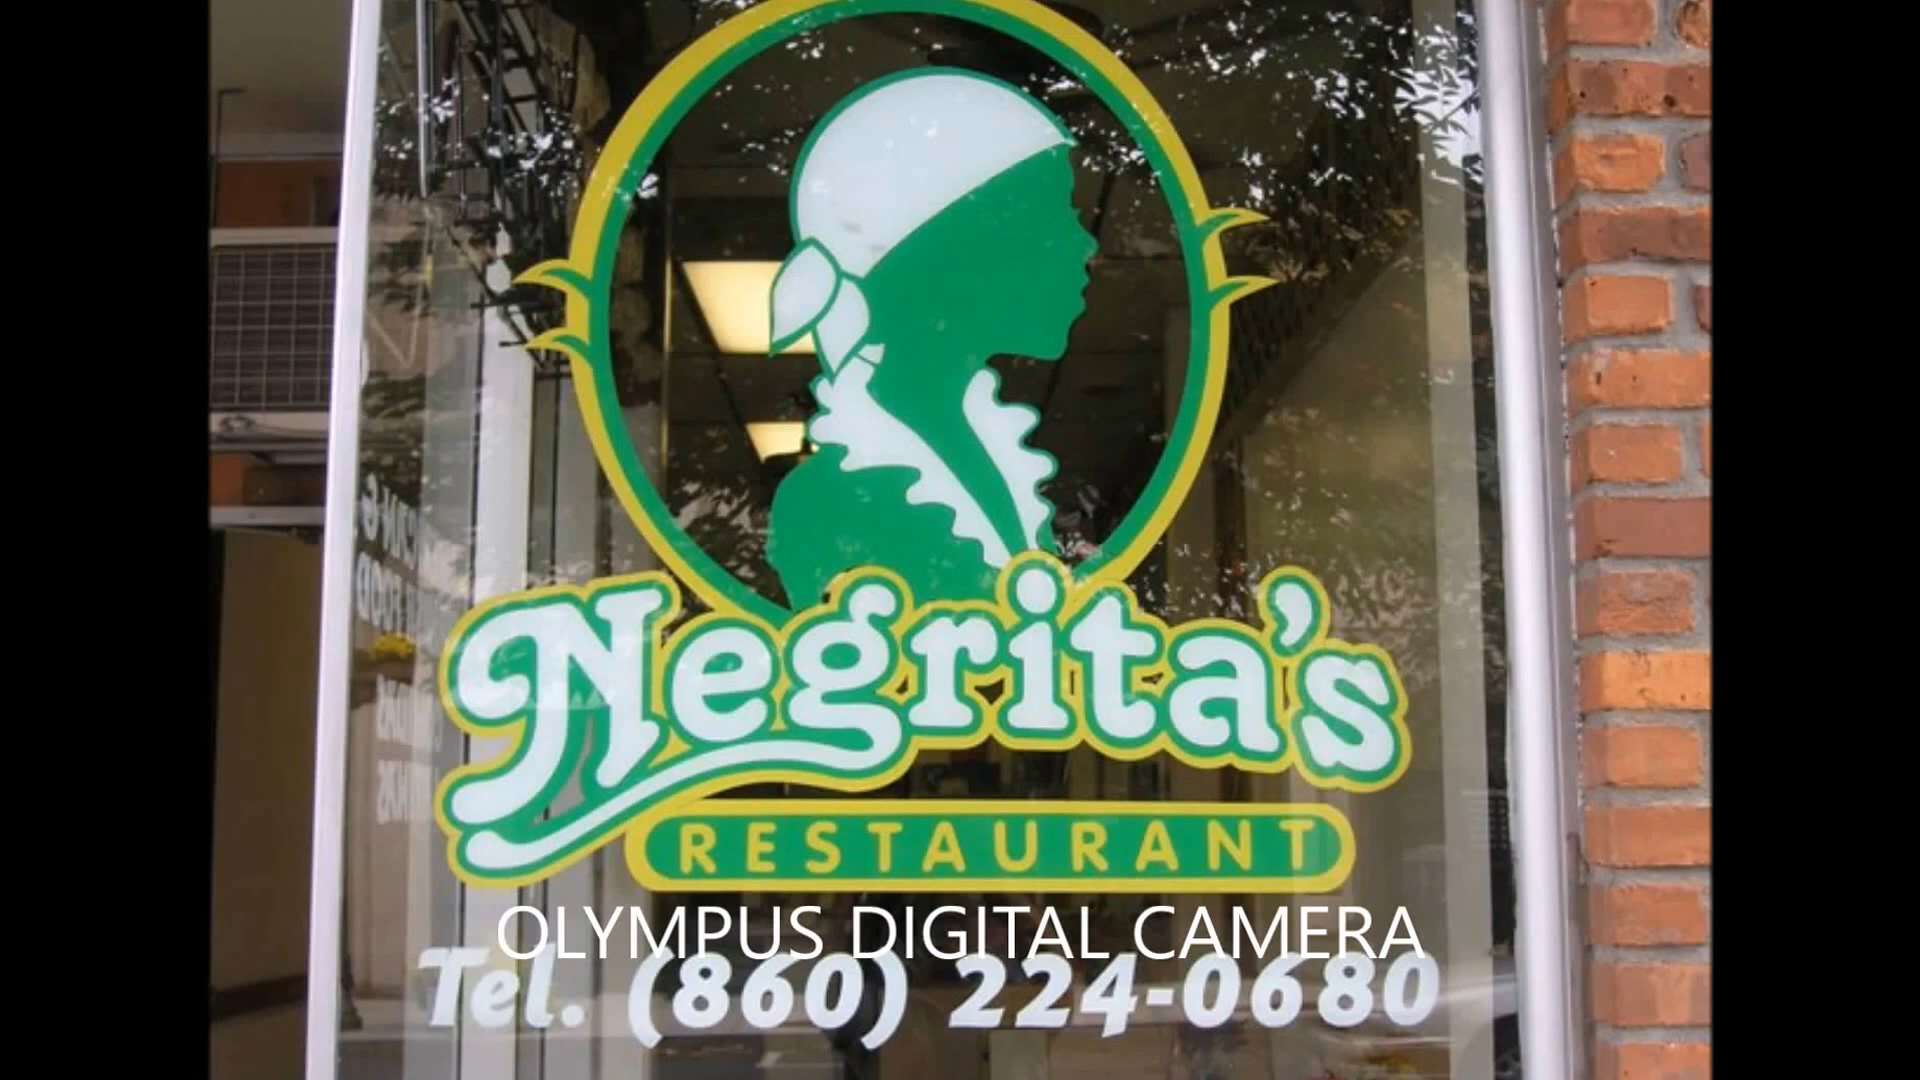 Negrita's
RESTAURANT
OLYMPUS DIGITAL CAMERA
Tel. (860) 224-0680